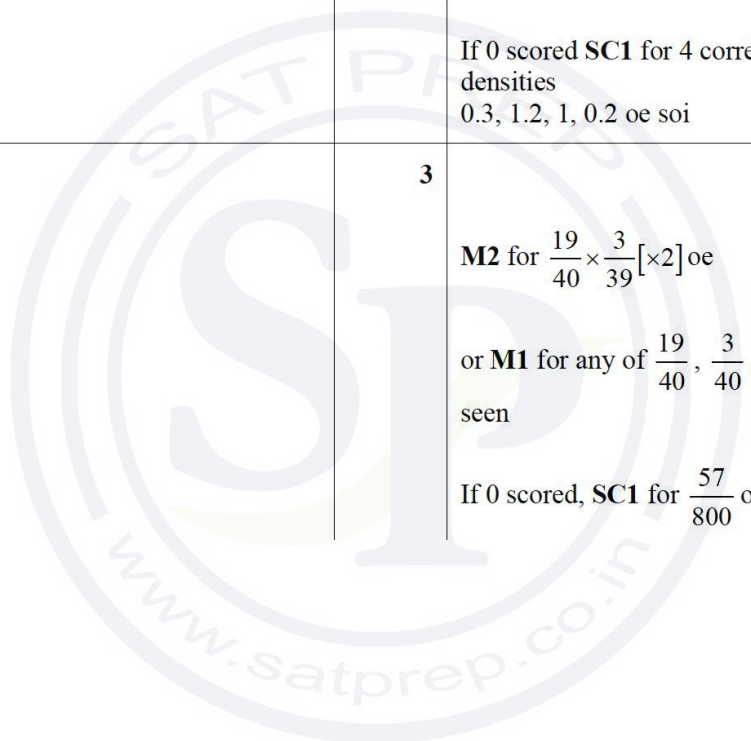 If 0 scored SC1 for 4
densities
0.3, 1.2, 1, 0.2 oe soi
3
M2 for 19/40 × 3/39 [×2] oe
or M1 for any of 19/40 , 3/40
seen
If 0 scored, SC1 for 57/800
SAT PREP
SP
www.satprep.co.in